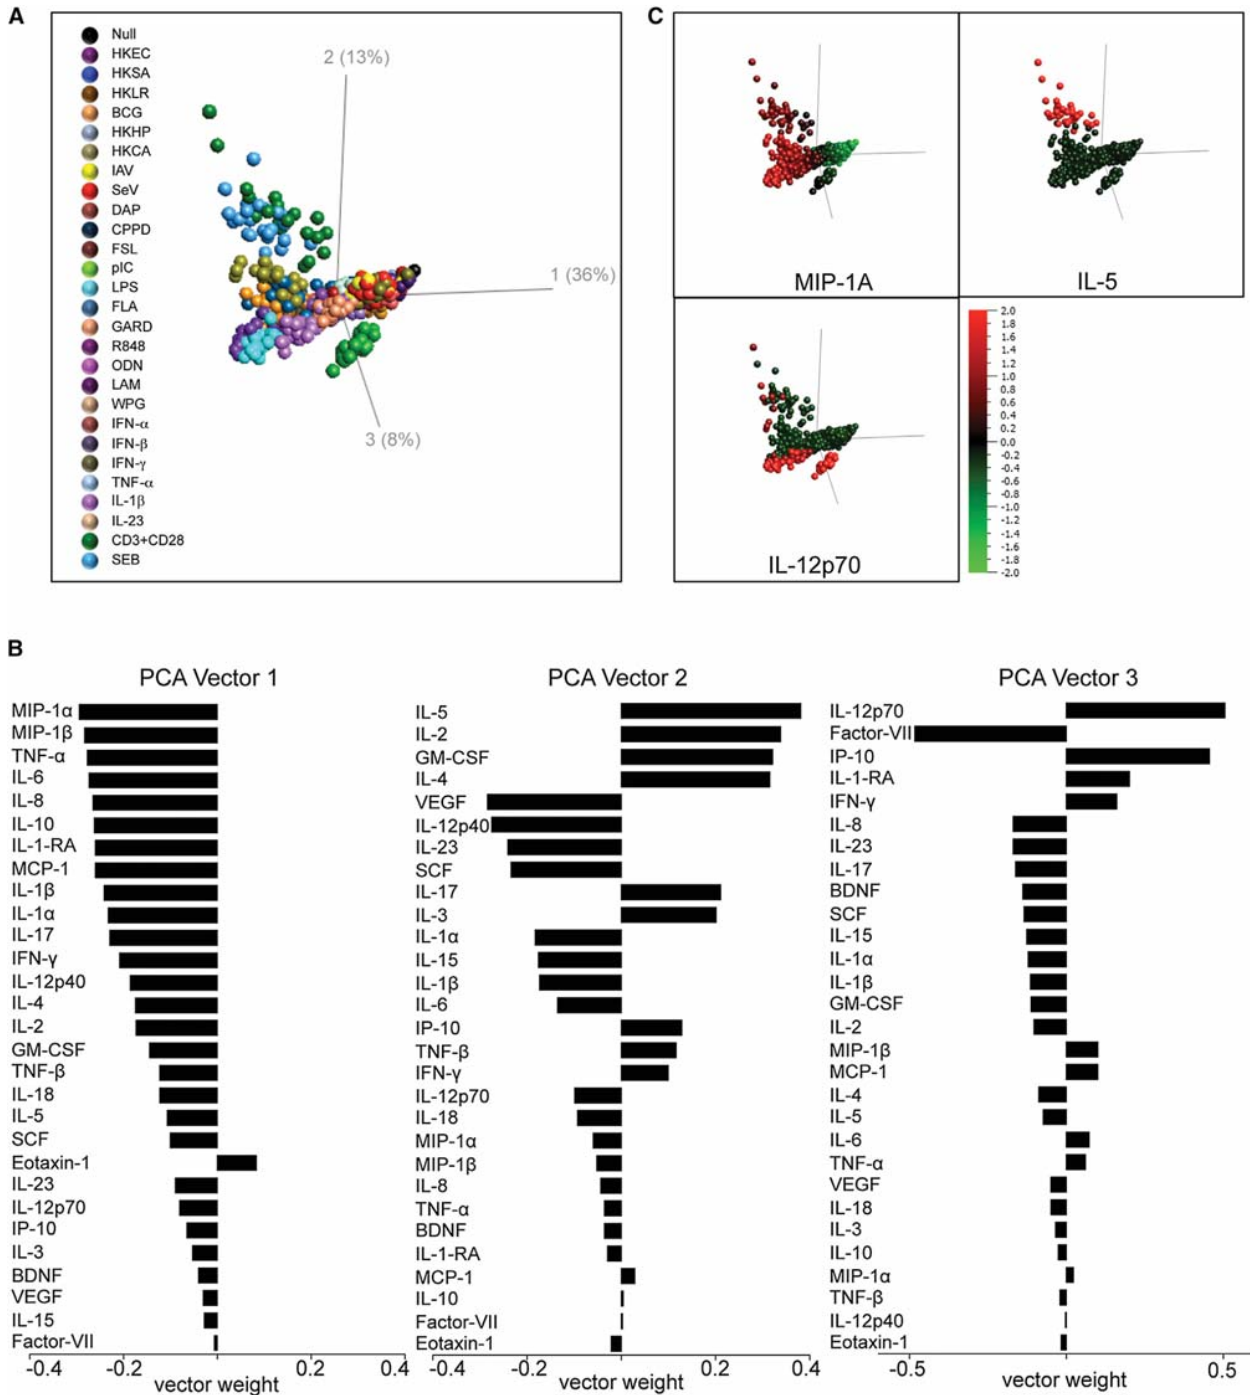 A
Null
HKEC
HKSA
HKLR
BCG
HKHP
HKCA
IAV
SeV
DAP
CPPD
FSL
pIC
LPS
FLA
GARD
R848
ODN
LAM
WPG
IFN-α
IFN-β
IFN-γ
TNF-α
IL-1β
IL-23
CD3+CD28
SEB
2 (13%)
1 (36%)
3 (8%)
C
MIP-1A
IL-5
IL-12p70
2.0
1.8
1.6
1.4
1.2
1.0
0.8
0.6
0.4
0.2
-0.0
-0.2
-0.4
-0.6
-0.8
-1.0
-1.2
-1.4
-1.6
-1.8
-2.0
B
PCA Vector 1
MIP-1α
MIP-1β
TNF-α
IL-6
IL-8
IL-10
IL-1-RA
MCP-1
IL-1β
IL-1α
IL-17
IFN-γ
IL-12p40
IL-4
IL-2
GM-CSF
TNF-β
IL-18
IL-5
SCF
Eotaxin-1
IL-23
IL-12p70
IP-10
IL-3
BDNF
VEGF
IL-15
Factor-VII
-0.4 -0.2 0.2 0.4
vector weight
PCA Vector 2
IL-5
IL-2
GM-CSF
IL-4
VEGF
IL-12p40
IL-23
SCF
IL-17
IL-3
IL-1α
IL-15
IL-1β
IL-6
IP-10
TNF-β
IFN-γ
IL-12p70
IL-18
MIP-1α
MIP-1β
IL-8
TNF-α
BDNF
IL-1-RA
MCP-1
IL-10
Factor-VII
Eotaxin-1
-0.2 0.2 0.4
vector weight
PCA Vector 3
IL-12p70
Factor-VII
IP-10
IL-1-RA
IFN-γ
IL-8
IL-23
IL-17
BDNF
SCF
IL-15
IL-1α
IL-1β
GM-CSF
IL-2
MIP-1β
MCP-1
IL-4
IL-5
IL-6
TNF-α
VEGF
IL-18
IL-3
IL-10
MIP-1α
TNF-β
IL-12p40
Eotaxin-1
-0.5 0.5
vector weight